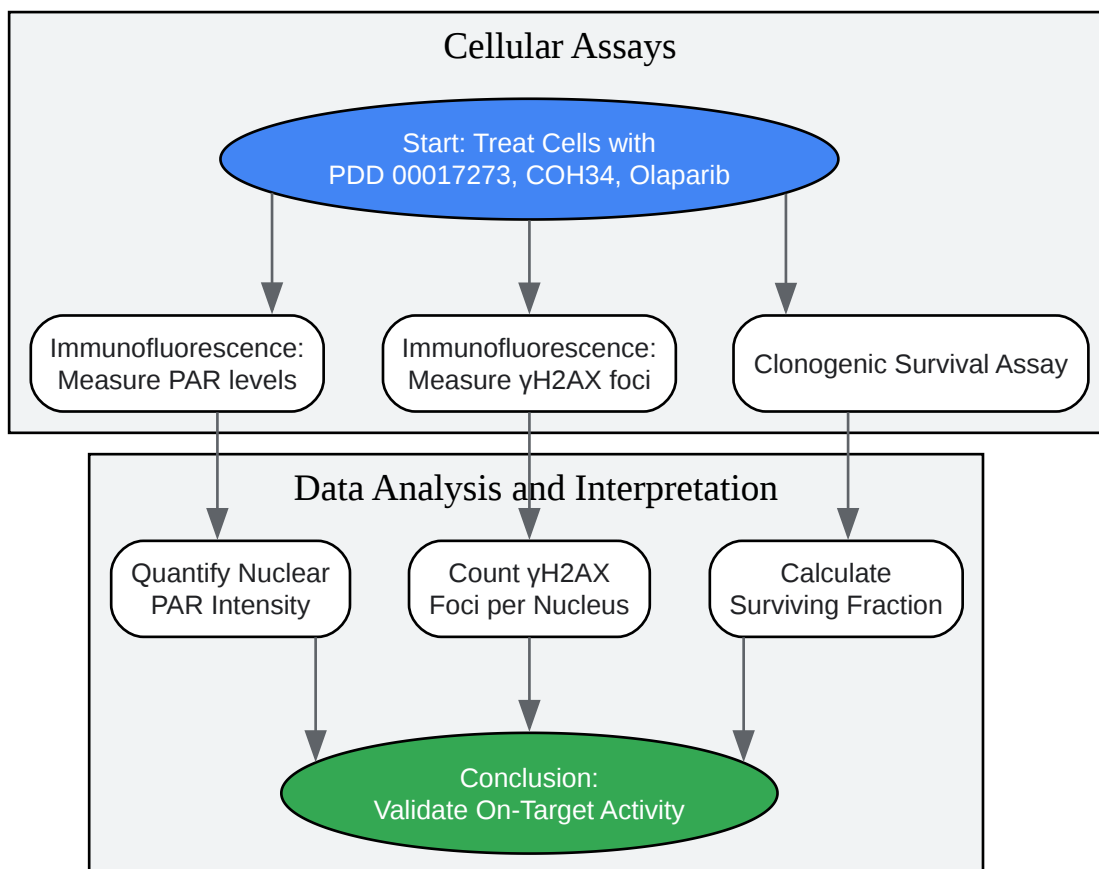 Cellular Assays
Start: Treat Cells with
PDD 00017273, COH34, Olaparib
Immunofluorescence:
Measure PAR levels
Immunofluorescence:
Measure γH2AX foci
Clonogenic Survival Assay
Data Analysis and Interpretation
Quantify Nuclear
PAR Intensity
Count γH2AX
Foci per Nucleus
Calculate
Surviving Fraction
Conclusion:
Validate On-Target Activity